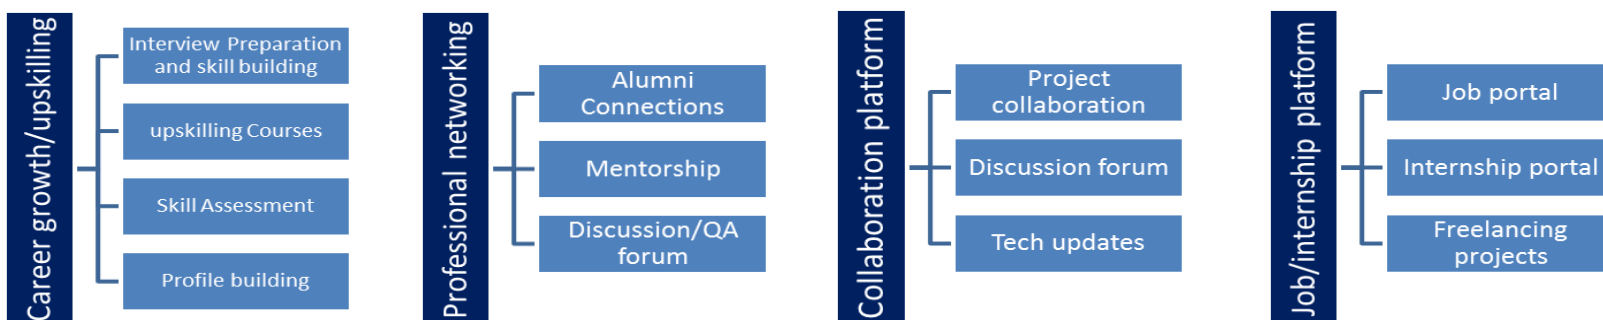 Career growth/upskilling
Interview Preparation
and skill building
upskilling Courses
Skill Assessment
Profile building
Professional networking
Alumni
Connections
Mentorship
Discussion/QA
forum
Collaboration platform
Project
collaboration
Discussion forum
Tech updates
Job/internship platform
Job portal
Internship portal
Freelancing
projects